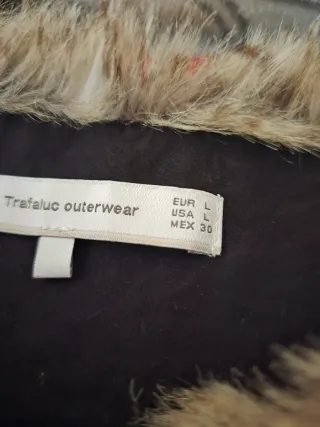 Trafaluc outerwear
EUR L
USA L
MEX 30